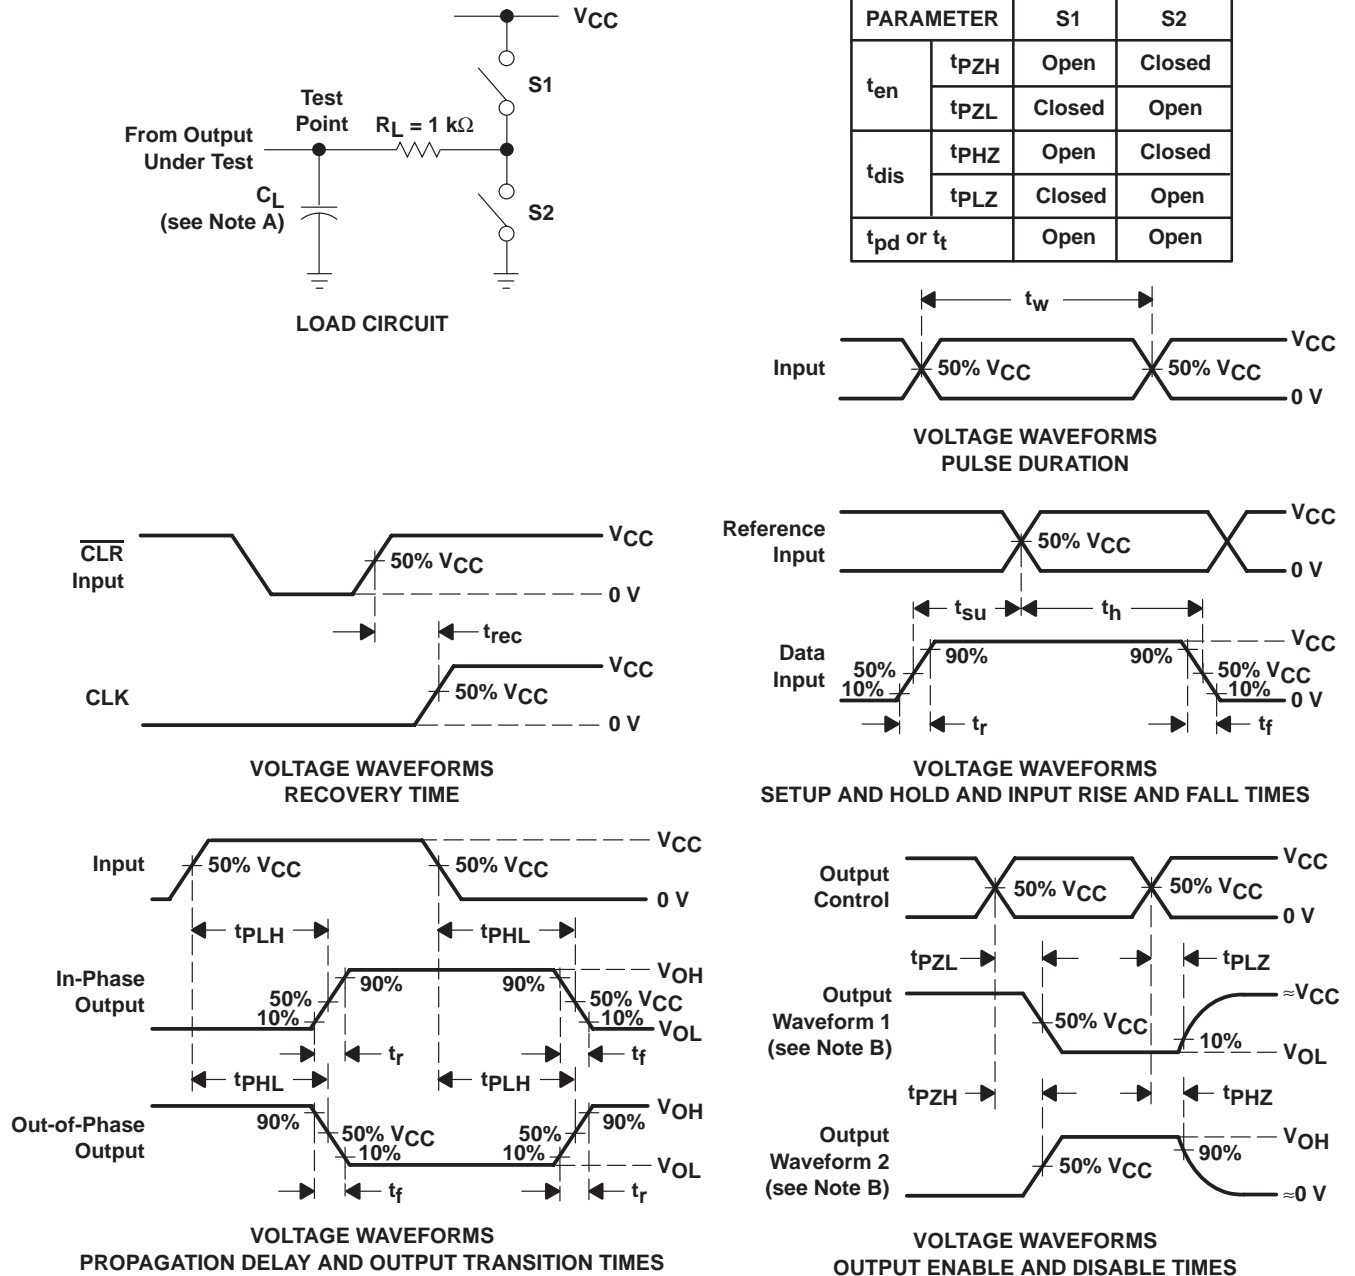 VCC
S1
Test
Point
RL = 1 kΩ
From Output
Under Test
CL
(see Note A)
S2
LOAD CIRCUIT
PARAMETER S1 S2
ten
tPZH Open Closed
tPZL Closed Open
tdis
tPHZ Open Closed
tPLZ Closed Open
tpd or tt Open Open
tw
VCC
Input
50% VCC
50% VCC
0 V
VOLTAGE WAVEFORMS
PULSE DURATION
CLR
Input
VCC
50% VCC
0 V
trec
VCC
CLK
50% VCC
0 V
VOLTAGE WAVEFORMS
RECOVERY TIME
Reference
Input
VCC
50% VCC
0 V
tsu
th
Data
Input
VCC
50%
10%
90%
90%
50% VCC
10%
0 V
tr
tf
VOLTAGE WAVEFORMS
SETUP AND HOLD AND INPUT RISE AND FALL TIMES
Input
VCC
50% VCC
50% VCC
0 V
tPLH
tPHL
In-Phase
Output
VOH
50%
10%
90%
90%
50% VCC
10%
VOL
tr
tf
tPHL
tPLH
Out-of-Phase
Output
VOH
90%
50% VCC
10%
50%
10%
90%
VOL
tf
tr
VOLTAGE WAVEFORMS
PROPAGATION DELAY AND OUTPUT TRANSITION TIMES
Output
Control
VCC
50% VCC
50% VCC
0 V
tPZL
tPLZ
Output
Waveform 1
(see Note B)
≈VCC
50% VCC
10%
VOL
tPZH
tPHZ
Output
Waveform 2
(see Note B)
VOH
50% VCC
90%
≈0 V
VOLTAGE WAVEFORMS
OUTPUT ENABLE AND DISABLE TIMES